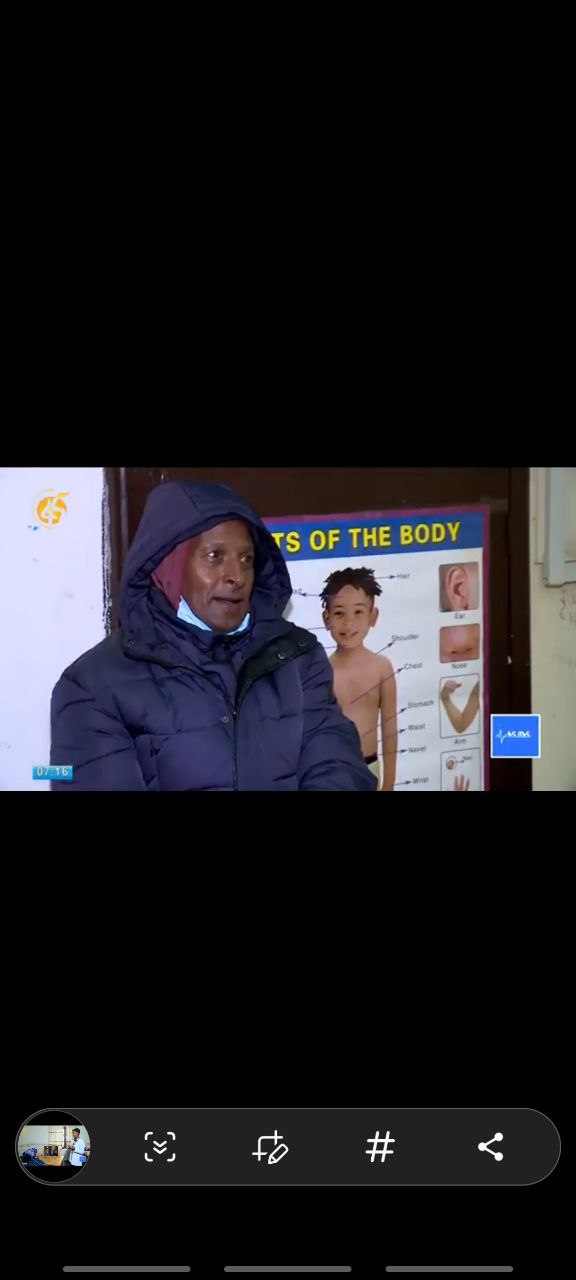 TS OF THE BODY
Hair
Ear
Shoulder
Nose
Chest
Stomach
Waist
Arm
Navel
Wrist
07:16